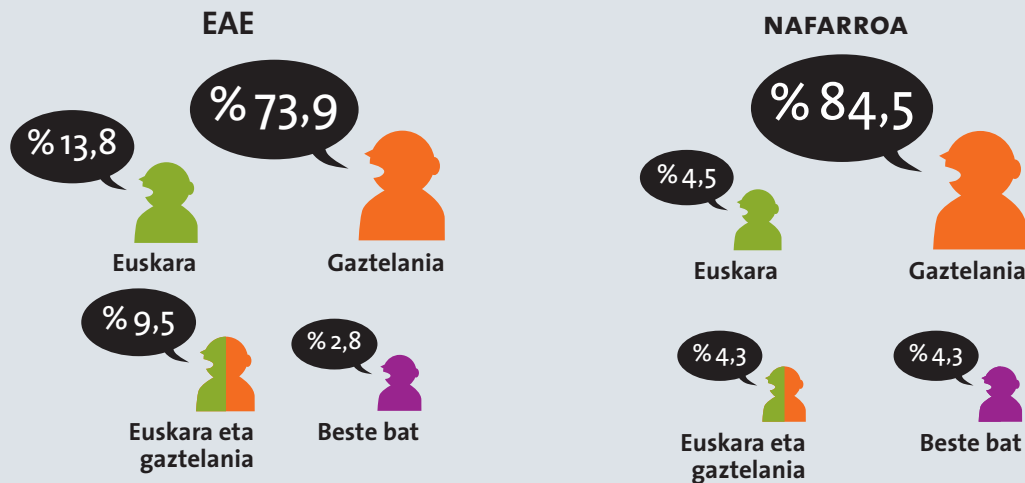 EAE
% 13,8
% 73,9
Euskara
Gaztelania
% 9,5
% 2,8
Euskara eta
gaztelania
Beste bat
NAFARROA
% 4,5
% 84,5
Euskara
Gaztelania
% 4,3
% 4,3
Euskara eta
gaztelania
Beste bat